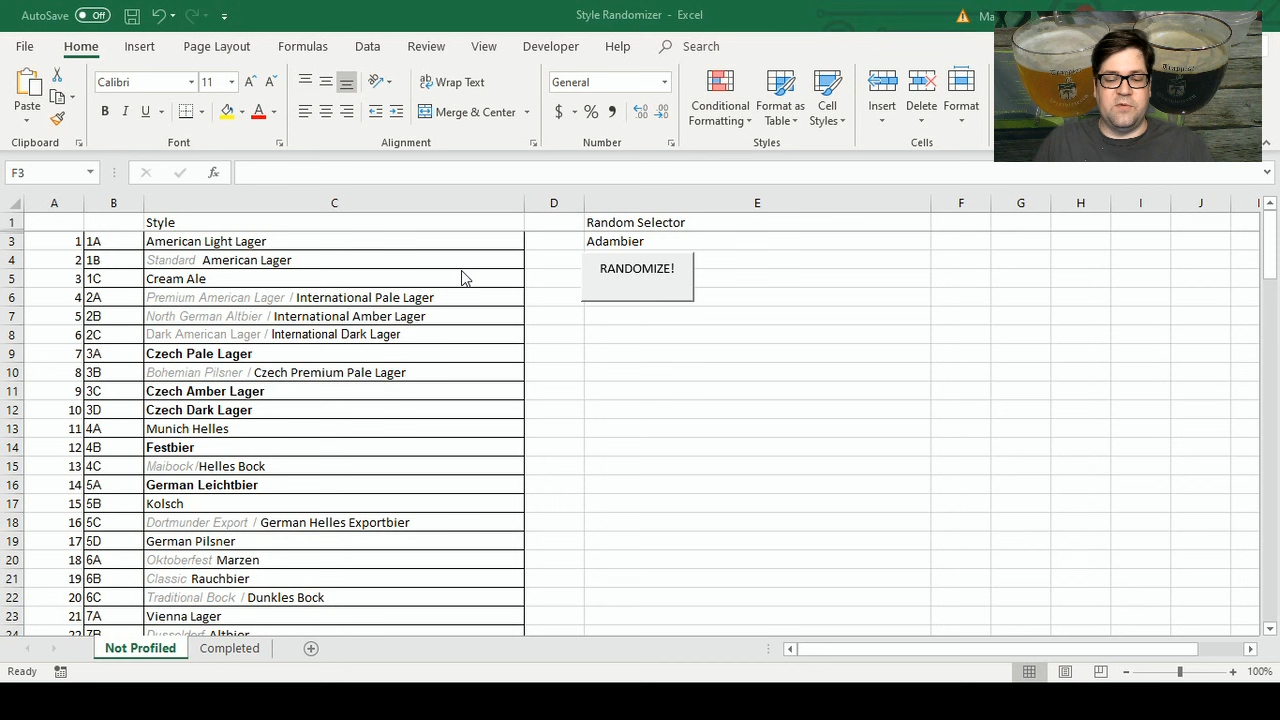 AutoSave Off Style Randomizer - Excel Ma
File Home Insert Page Layout Formulas Data Review View Developer Help Search
Paste
Calibri 11 A A
B I U A
Wrap Text
Merge & Center
General
$ % ,
Conditional Formatting
Format as Table
Cell Styles
Insert Delete Format
Clipboard Font Alignment Number Styles Cells
F3 fx
A B C D E F G H I J
1 Style Random Selector
3 1 1A American Light Lager Adambier
4 2 1B Standard American Lager
RANDOMIZE!
5 3 1C Cream Ale
6 4 2A Premium American Lager / International Pale Lager
7 5 2B North German Altbier / International Amber Lager
8 6 2C Dark American Lager / International Dark Lager
9 7 3A Czech Pale Lager
10 8 3B Bohemian Pilsner / Czech Premium Pale Lager
11 9 3C Czech Amber Lager
12 10 3D Czech Dark Lager
13 11 4A Munich Helles
14 12 4B Festbier
15 13 4C Maibock /Helles Bock
16 14 5A German Leichtbier
17 15 5B Kolsch
18 16 5C Dortmunder Export / German Helles Exportbier
19 17 5D German Pilsner
20 18 6A Oktoberfest Marzen
21 19 6B Classic Rauchbier
22 20 6C Traditional Bock / Dunkles Bock
23 21 7A Vienna Lager
24 22 7B Dusseldorf Altbier
Not Profiled Completed
Ready 100%